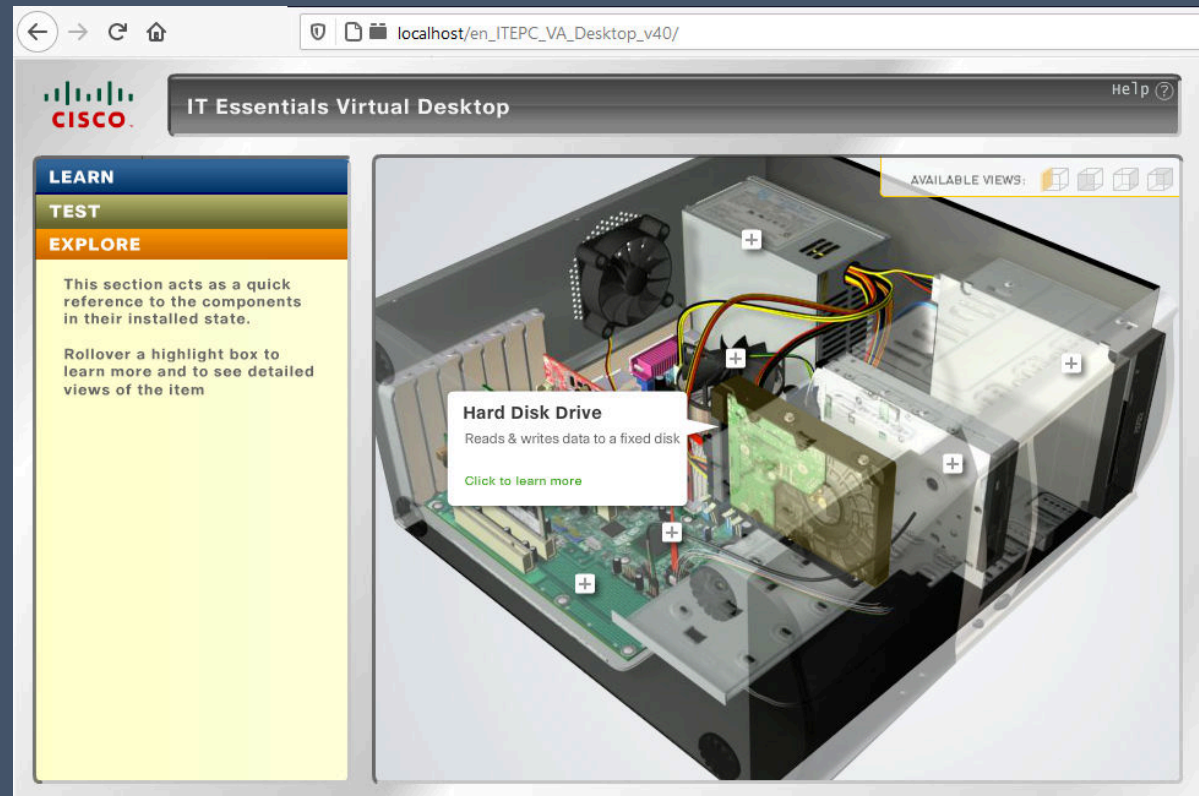 localhost/en_ITEPC_VA_Desktop_v40/
CISCO
IT Essentials Virtual Desktop
Help ?
LEARN
TEST
EXPLORE
This section acts as a quick
reference to the components
in their installed state.
Rollover a highlight box to
learn more and to see detailed
views of the item
AVAILABLE VIEWS:
Hard Disk Drive
Reads & writes data to a fixed disk
Click to learn more